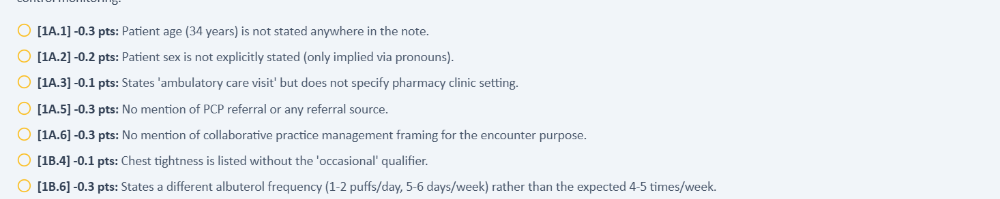 control monitoring.
[1A.1] -0.3 pts: Patient age (34 years) is not stated anywhere in the note.
[1A.2] -0.2 pts: Patient sex is not explicitly stated (only implied via pronouns).
[1A.3] -0.1 pts: States 'ambulatory care visit' but does not specify pharmacy clinic setting.
[1A.5] -0.3 pts: No mention of PCP referral or any referral source.
[1A.6] -0.3 pts: No mention of collaborative practice management framing for the encounter purpose.
[1B.4] -0.1 pts: Chest tightness is listed without the 'occasional' qualifier.
[1B.6] -0.3 pts: States a different albuterol frequency (1-2 puffs/day, 5-6 days/week) rather than the expected 4-5 times/week.